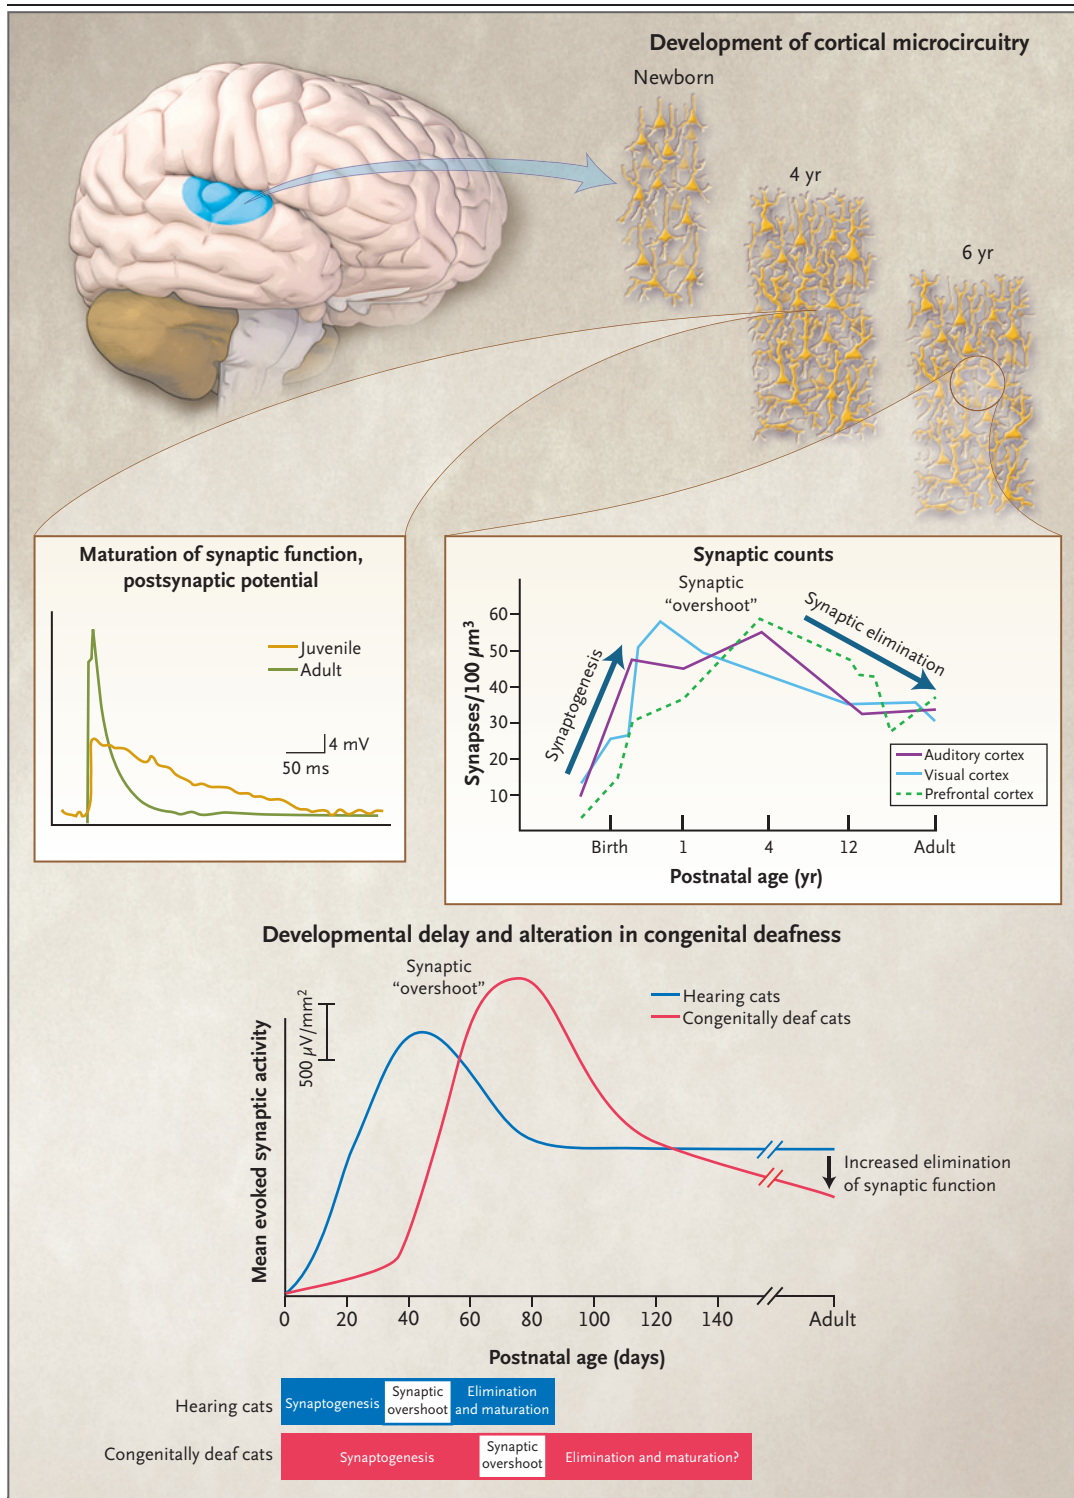 Development of cortical microcircuitry
Newborn
4 yr
6 yr
Maturation of synaptic function,
postsynaptic potential
Juvenile
Adult
4 mV
50 ms
Synaptic counts
Synaptic
“overshoot”
Synaptic elimination
Synaptogenesis
Synapses/100 µm³
60
50
40
30
20
10
Auditory cortex
Visual cortex
Prefrontal cortex
Birth
1
4
12
Adult
Postnatal age (yr)
Developmental delay and alteration in congenital deafness
Synaptic
“overshoot”
500 µV/mm²
Hearing cats
Congenitally deaf cats
Mean evoked synaptic activity
Increased elimination
of synaptic function
0
20
40
60
80
100
120
140
Adult
Postnatal age (days)
Hearing cats
Synaptogenesis
Synaptic
overshoot
Elimination
and maturation
Congenitally deaf cats
Synaptogenesis
Synaptic
overshoot
Elimination and maturation?